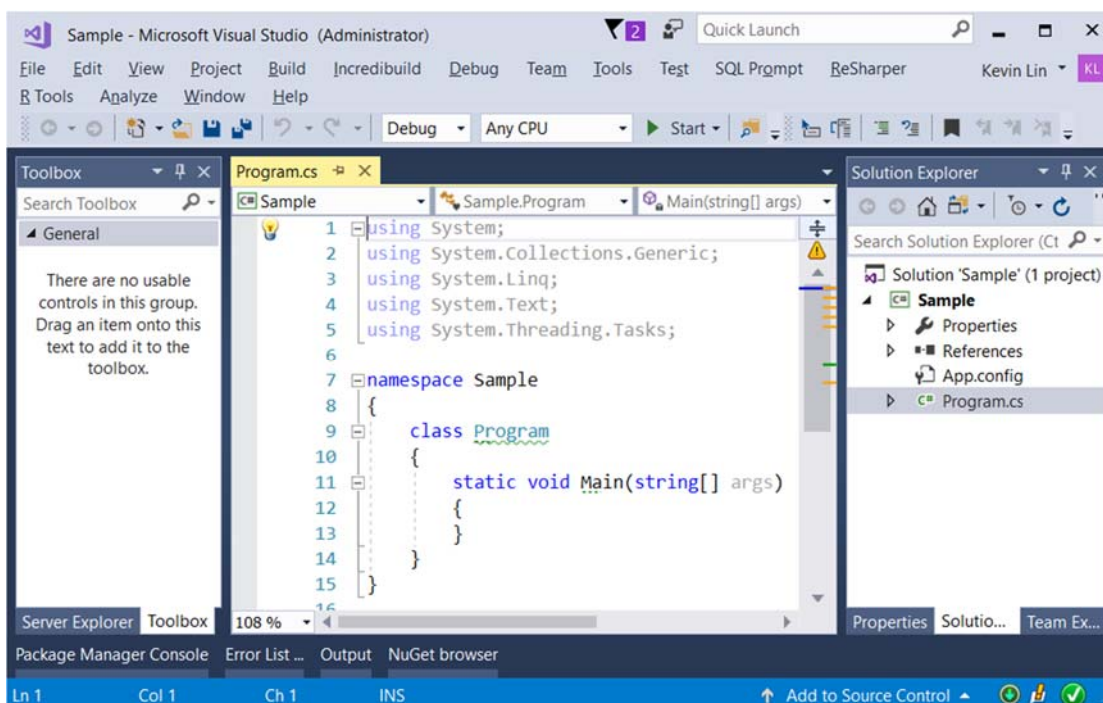 Sample - Microsoft Visual Studio (Administrator)
2
Quick Launch
File Edit View Project Build Incredibuild Debug Team Tools Test SQL Prompt ReSharper Kevin Lin KL
R Tools Analyze Window Help
Debug Any CPU Start
Toolbox
Search Toolbox
General
There are no usable
controls in this group.
Drag an item onto this
text to add it to the
toolbox.
Server Explorer Toolbox
Program.cs
C# Sample Sample.Program Main(string[] args)
1 using System;
2 using System.Collections.Generic;
3 using System.Linq;
4 using System.Text;
5 using System.Threading.Tasks;
6
7 namespace Sample
8 {
9 class Program
10 {
11 static void Main(string[] args)
12 {
13 }
14 }
15 }
16
108 %
Solution Explorer
Search Solution Explorer (Ct
Solution 'Sample' (1 project)
C# Sample
Properties
References
App.config
C# Program.cs
Properties Solutio... Team Ex...
Package Manager Console Error List ... Output NuGet browser
Ln 1 Col 1 Ch 1 INS Add to Source Control